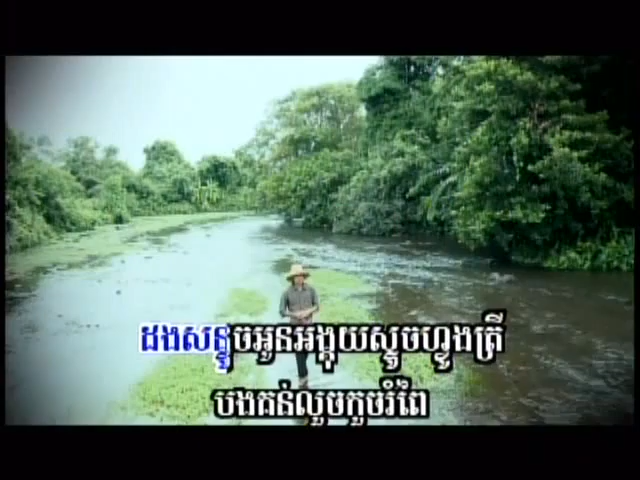 ដងសន្ទូចអូនអង្គុយស្ទូចហ្វូងត្រី
បងគន់លួចកួចរំពៃ